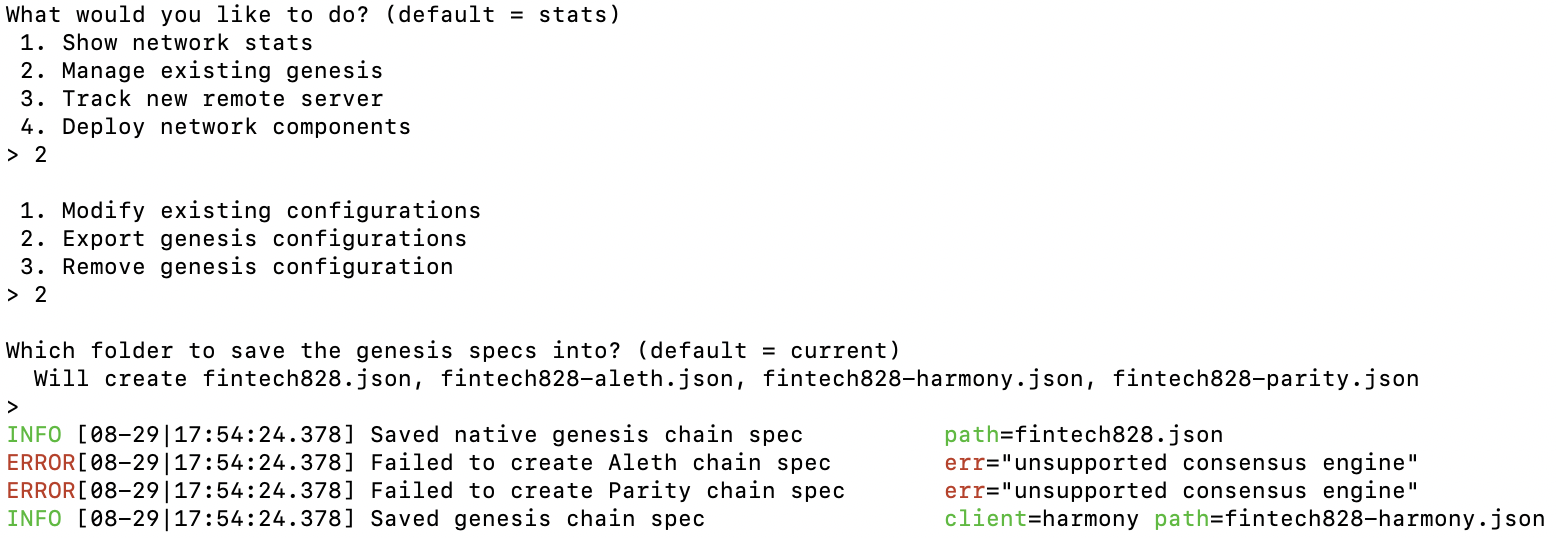 What would you like to do? (default = stats)
 1. Show network stats
 2. Manage existing genesis
 3. Track new remote server
 4. Deploy network components
> 2
 1. Modify existing configurations
 2. Export genesis configurations
 3. Remove genesis configuration
> 2
Which folder to save the genesis specs into? (default = current)
  Will create fintech828.json, fintech828-aleth.json, fintech828-harmony.json, fintech828-parity.json
>
INFO [08-29|17:54:24.378] Saved native genesis chain spec          path=fintech828.json
ERROR[08-29|17:54:24.378] Failed to create Aleth chain spec        err="unsupported consensus engine"
ERROR[08-29|17:54:24.378] Failed to create Parity chain spec       err="unsupported consensus engine"
INFO [08-29|17:54:24.378] Saved genesis chain spec                 client=harmony path=fintech828-harmony.json